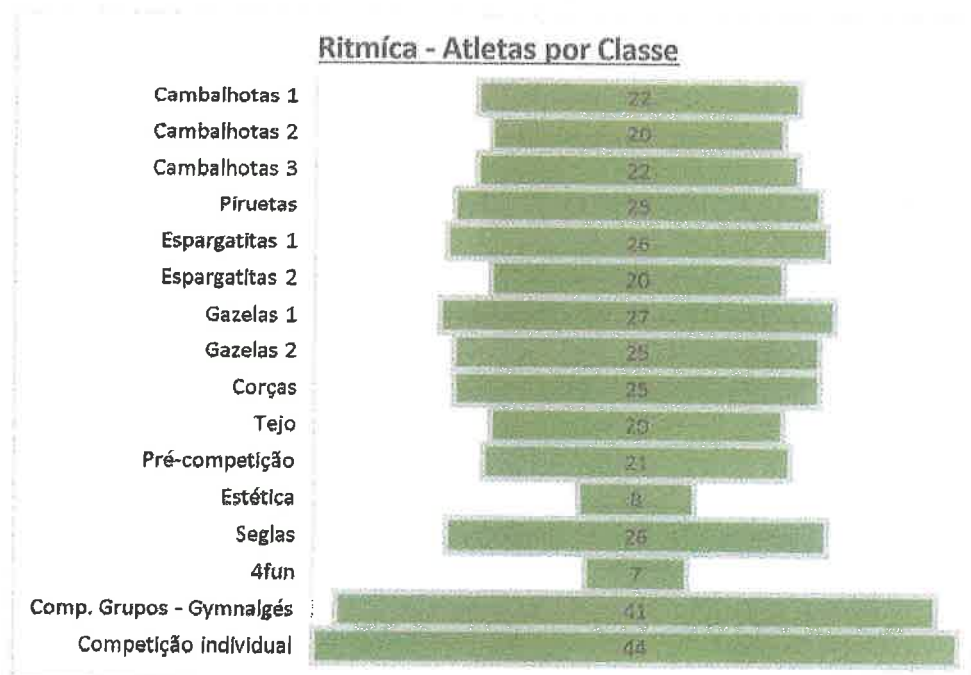 Ritmíca - Atletas por Classe
Cambalhotas 1 22
Cambalhotas 2 20
Cambalhotas 3 22
Piruetas 25
Espargatitas 1 26
Espargatitas 2 20
Gazelas 1 27
Gazelas 2 25
Corças 25
Tejo 20
Pré-competição 21
Estética 8
Seglas 26
4fun 7
Comp. Grupos - Gymnalgés 41
Competição individual 44